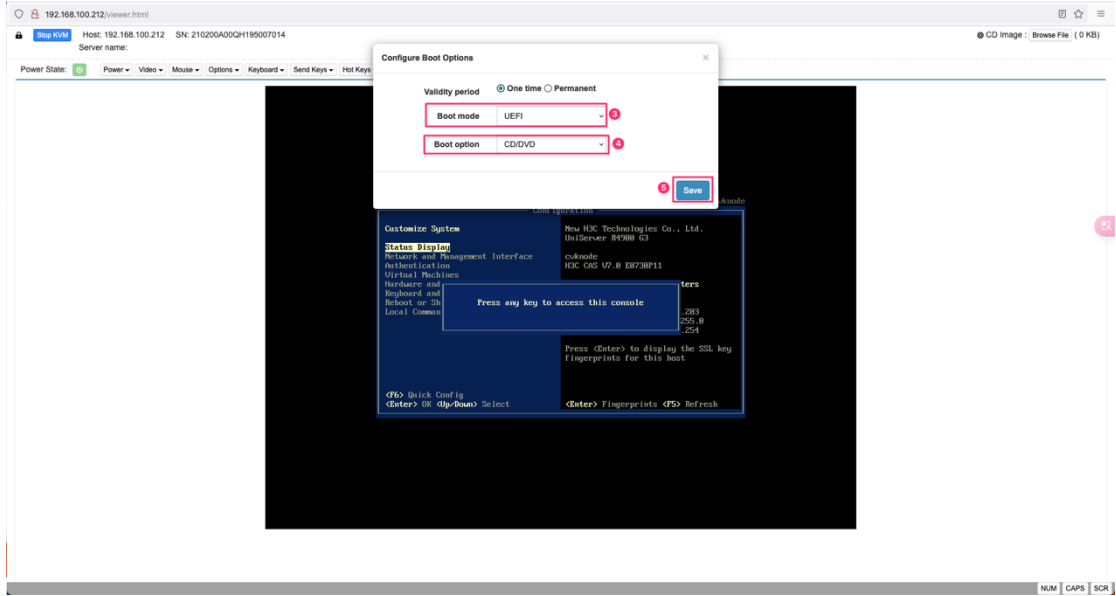 192.168.100.212/viewer.html
Stop KVM Host: 192.168.100.212 SN: 210200A00QH195007014
CD Image : Browse File ( 0 KB)
Server name:
Power State: Power Video Mouse Options Keyboard Send Keys Hot Keys
Configure Boot Options ×
Validity period One time Permanent
Boot mode UEFI 3
Boot option CD/DVD 4
5 Save
vknode
Configuration
Customize System
Status Display
Network and Management Interface
Authentication
Virtual Machines
Hardware and
Keyboard and
Reboot or Sh
Local Comman
New H3C Technologies Co., Ltd.
UniServer R4900 G3
cvknode
H3C CAS V7.0 E0730P11
ters
.203
255.0
.254
Press any key to access this console
Press <Enter> to display the SSL key
fingerprints for this host
<F6> Quick Config
<Enter> OK <Up/Down> Select
<Enter> Fingerprints <F5> Refresh
NUM CAPS SCR